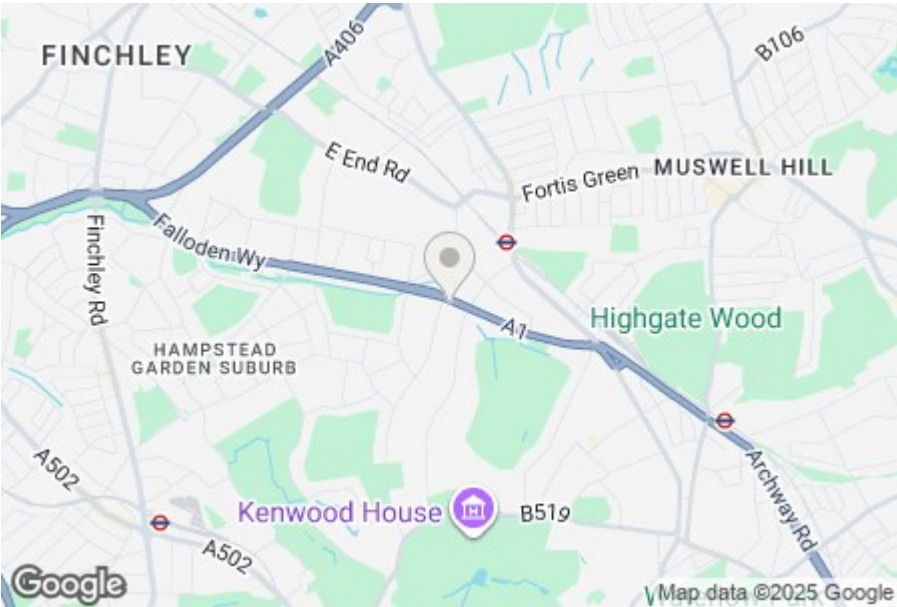 FINCHLEY
A406
B106
E End Rd
Fortis Green
MUSWELL HILL
Falloden Wy
Finchley Rd
A1
Highgate Wood
HAMPSTEAD
GARDEN SUBURB
A502
Archway Rd
Kenwood House
B519
A502
Google
Map data ©2025 Google